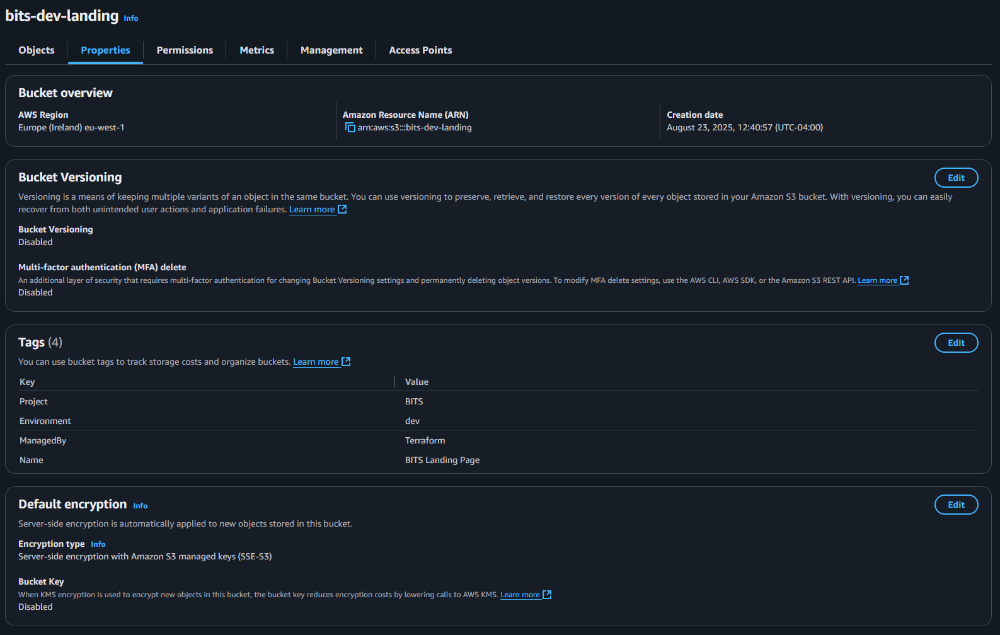 bits-dev-landing Info
Objects Properties Permissions Metrics Management Access Points
Bucket overview
AWS Region
Europe (Ireland) eu-west-1
Amazon Resource Name (ARN)
arn:aws:s3:::bits-dev-landing
Creation date
August 23, 2025, 12:40:57 (UTC-04:00)
Bucket Versioning
Edit
Versioning is a means of keeping multiple variants of an object in the same bucket. You can use versioning to preserve, retrieve, and restore every version of every object stored in your Amazon S3 bucket. With versioning, you can easily
recover from both unintended user actions and application failures. Learn more
Bucket Versioning
Disabled
Multi-factor authentication (MFA) delete
An additional layer of security that requires multi-factor authentication for changing Bucket Versioning settings and permanently deleting object versions. To modify MFA delete settings, use the AWS CLI, AWS SDK, or the Amazon S3 REST API. Learn more
Disabled
Tags (4)
Edit
You can use bucket tags to track storage costs and organize buckets. Learn more
Key Value
Project BITS
Environment dev
ManagedBy Terraform
Name BITS Landing Page
Default encryption Info
Edit
Server-side encryption is automatically applied to new objects stored in this bucket.
Encryption type Info
Server-side encryption with Amazon S3 managed keys (SSE-S3)
Bucket Key
When KMS encryption is used to encrypt new objects in this bucket, the bucket key reduces encryption costs by lowering calls to AWS KMS. Learn more
Disabled